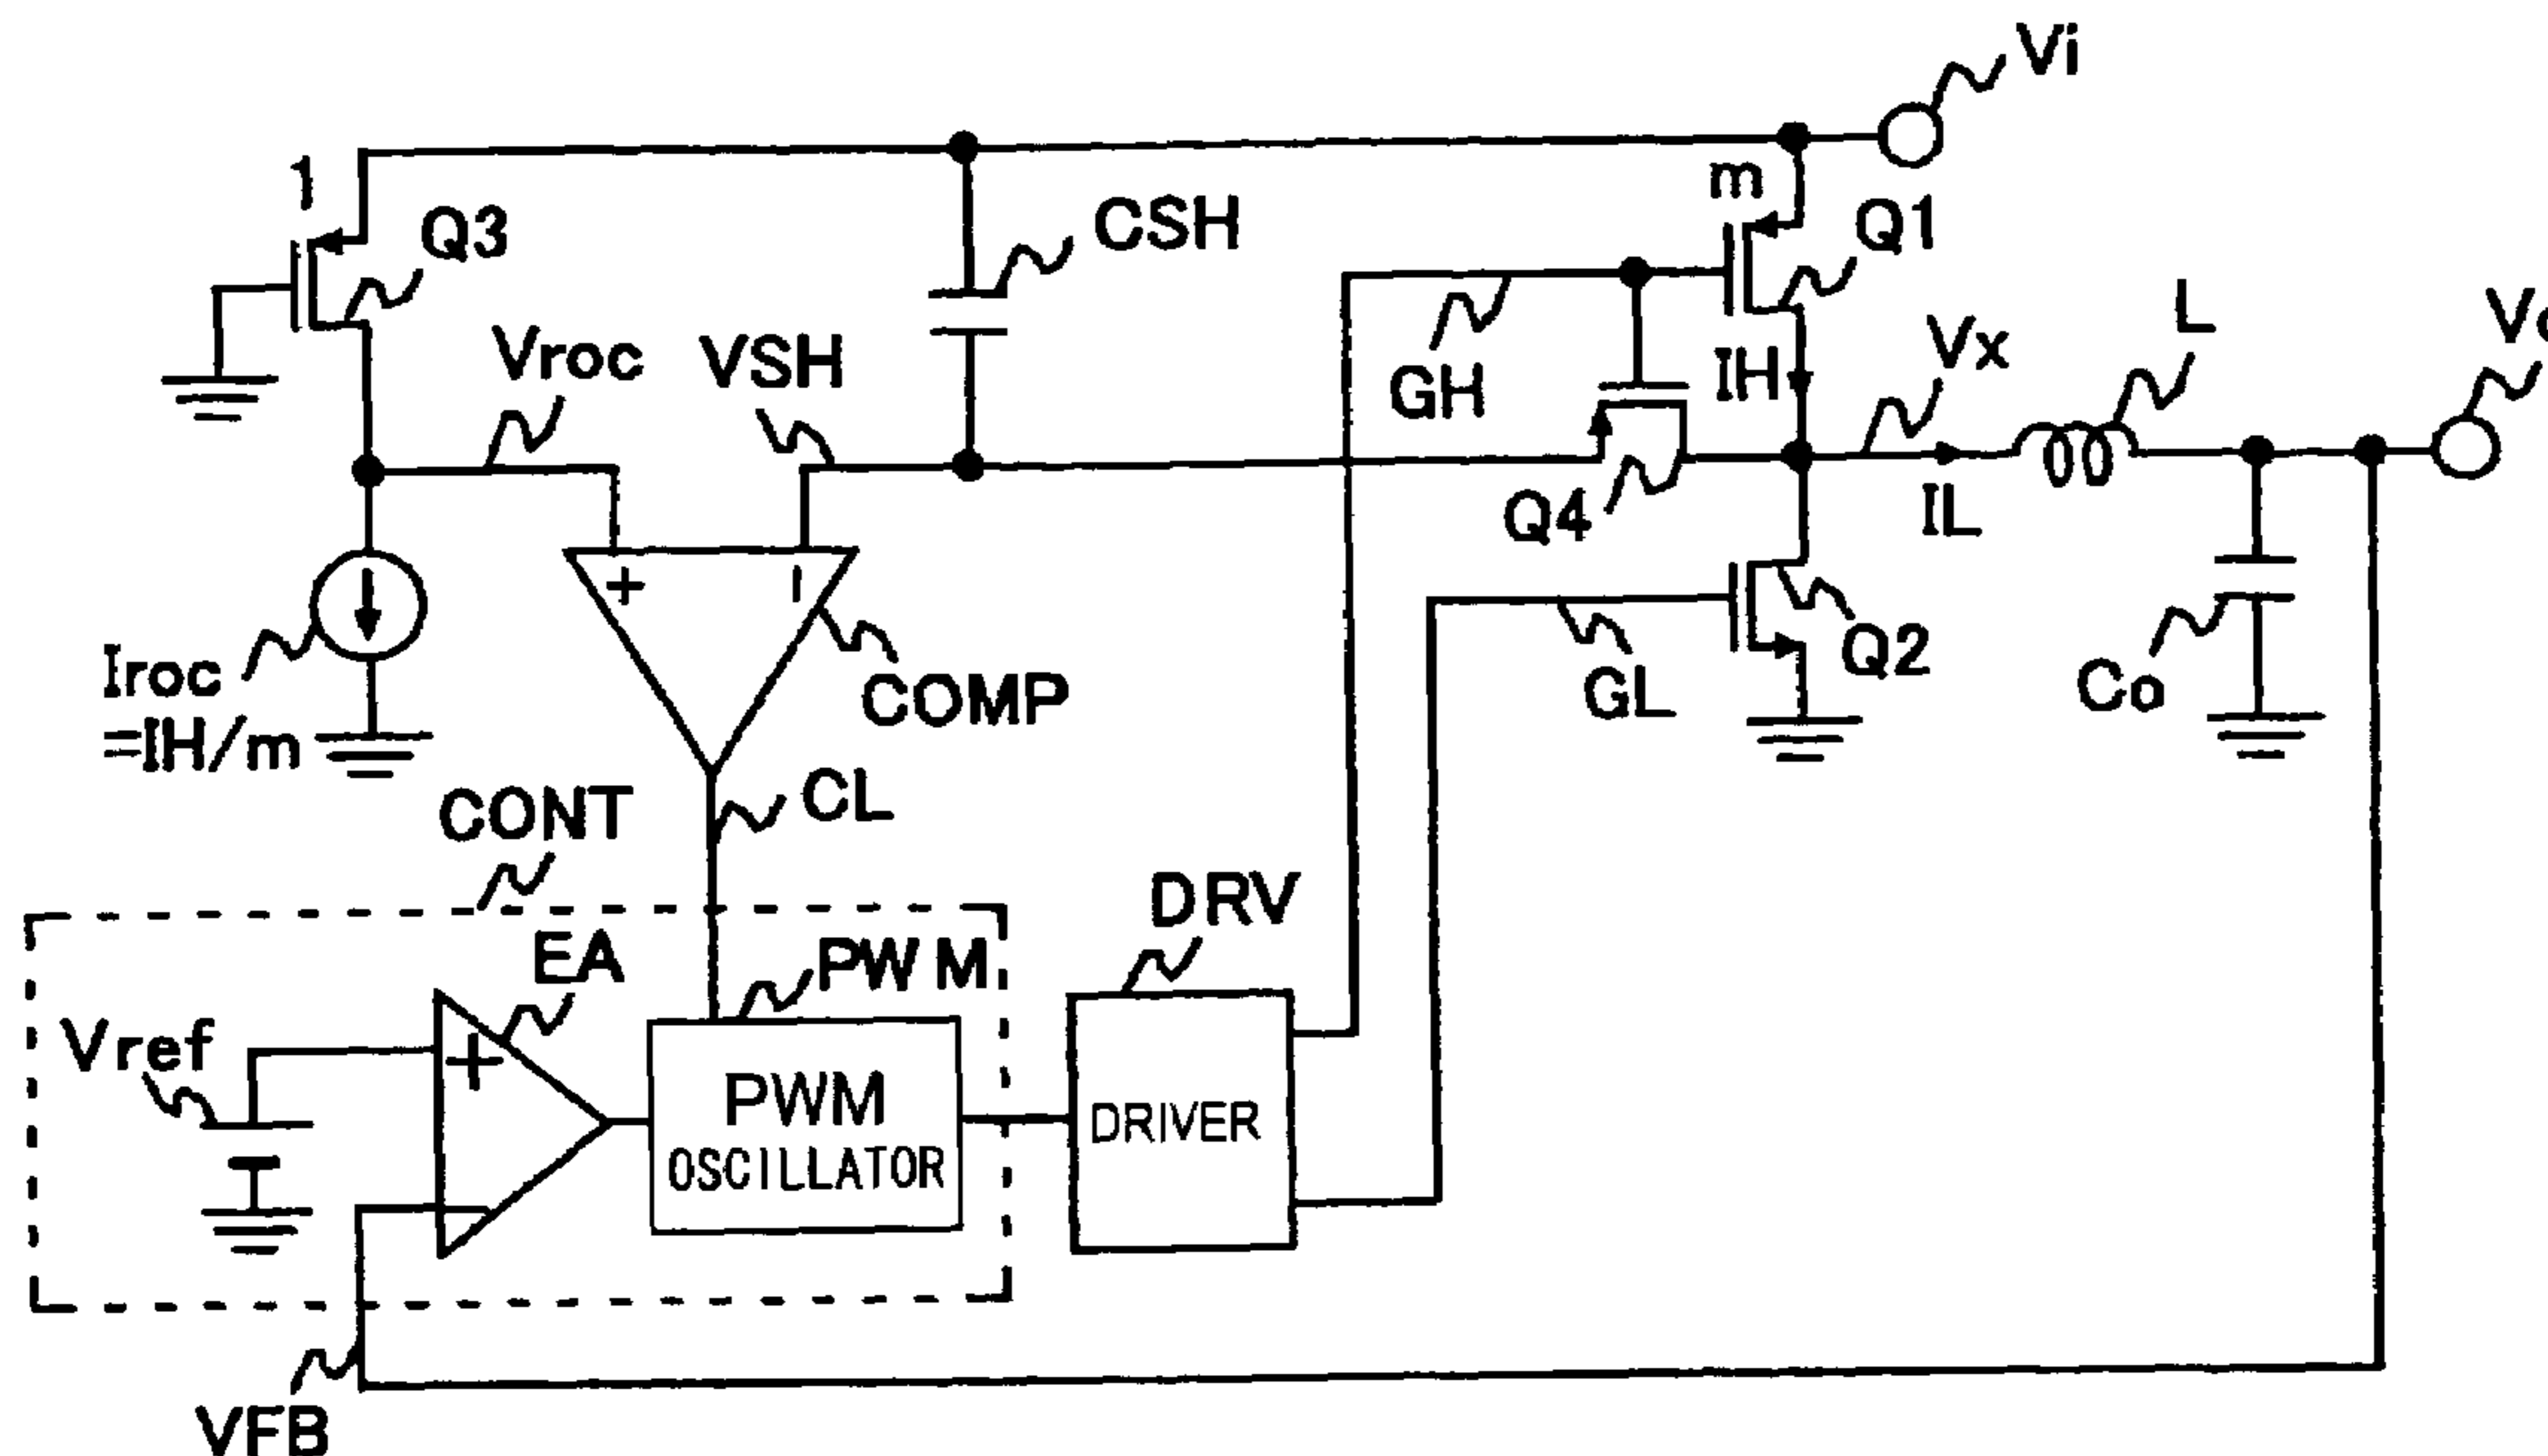 Vi
1
m
Q3
CSH
Q1
Vroc
VSH
GH
IH
Vx
L
Q4
IL
+
-
Iroc
=IH/m
COMP
GL
Q2
Co
CONT
CL
DRV
EA
PWM
Vref
+
PWM
OSCILLATOR
DRIVER
-
VFB